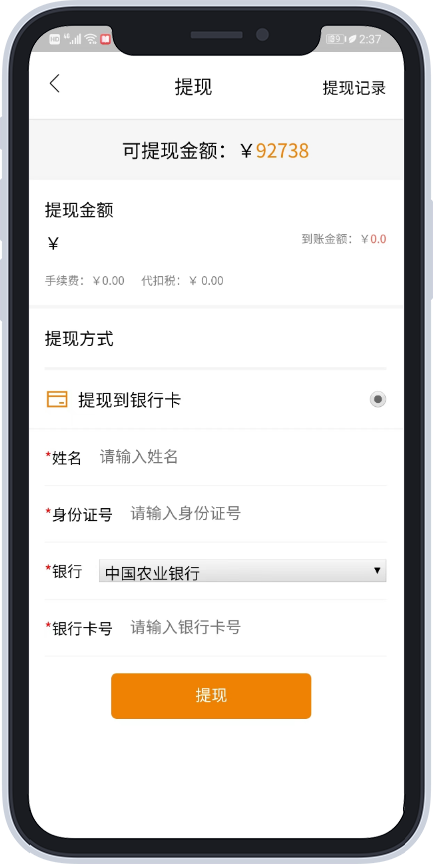 HD 4G 39 2:37
提现 提现记录
可提现金额：￥92738
提现金额
￥ 到账金额：￥0.0
手续费：￥0.00 代扣税：￥ 0.00
提现方式
提现到银行卡
*姓名 请输入姓名
*身份证号 请输入身份证号
*银行 中国农业银行
*银行卡号 请输入银行卡号
提现